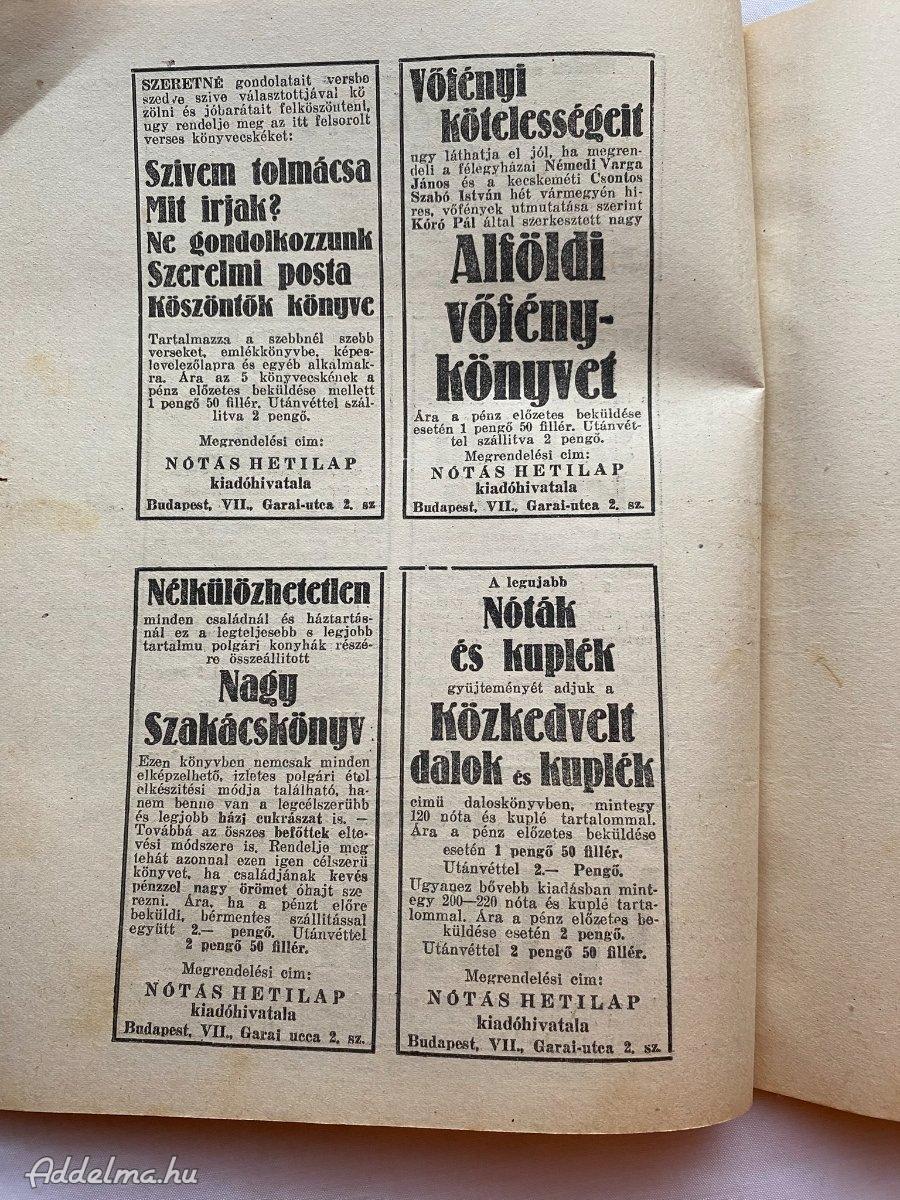 SZERETNÉ gondolatait versbe
szedve szive választottjával kö
zölni és jóbarátait felköszönteni,
ugy rendelje meg az itt felsorolt
verses könyvecskéket:
Szivem tolmácsa
Mit irjak?
Ne gondolkozzunk
Szerelmi posta
Köszöntők könyve
Tartalmazza a szebbnél szebb
verseket, emlékkönyvbe, képes-
levelezőlapra és egyéb alkalmak-
ra. Ára az 5 könyvecskének a
pénz előzetes beküldése mellett
1 pengő 50 fillér. Utánvéttel szál-
litva 2 pengő.
Megrendelési cim:
NÓTÁS HETILAP
kiadóhivatala
Budapest, VII., Garai-utca 2. sz.
Vőfényi
kötelességeit
ugy láthatja el jól, ha megren-
deli a félegyházai Némedi Varga
János és a kecskeméti Csontos
Szabó István hét vármegyén hi-
res, vőfények utmutatása szerint
Kóró Pál által szerkesztett nagy
Alföldi
vőfény-
könyvet
Ára a pénz előzetes beküldése
esetén 1 pengő 50 fillér. Utánvét-
tel szállitva 2 pengő.
Megrendelési cim:
NÓTÁS HETILAP
kiadóhivatala
Budapest, VII., Garai-utca 2. sz.
Nélkülözhetetlen
minden családnál és háztartás-
nál ez a legteljesebb s legjobb
tartalmu polgári konyhák részé-
re összeállitott
Nagy
Szakácskönyv
Ezen könyvben nemcsak minden
elképzelhető, izletes polgári étel
elkészitési módja található, ha-
nem benne van a legcélszerübb
és legjobb házi cukrászat is. —
Továbbá az összes befőttek elte-
vési módszere is. Rendelje meg
tehát azonnal ezen igen célszerü
könyvet, ha családjának kevés
pénzzel nagy örömet óhajt sze
rezni. Ára, ha a pénzt előre
beküldi, bérmentes szállitással
együtt 2.— pengő. Utánvéttel
2 pengő 50 fillér.
Megrendelési cim:
NÓTÁS HETILAP
kiadóhivatala
Budapest, VII., Garai ucca 2. sz.
A legujabb
Nóták
és kuplék
gyüjteményét adjuk a
Közkedvelt
dalok és kuplék
cimü daloskönyvben, mintegy
120 nóta és kuplé tartalommal.
Ára a pénz előzetes beküldése
esetén 1 pengő 50 fillér.
Utánvéttel 2.— Pengő.
Ugyanez bővebb kiadásban mint-
egy 200—220 nóta és kuplé tarta-
lommal. Ára a pénz előzetes be-
küldése esetén 2 pengő.
Utánvéttel 2 pengő 50 fillér.
Megrendelési cim:
NÓTÁS HETILAP
kiadóhivatala
Budapest, VII., Garai-utca 2. sz.
Addelma.hu